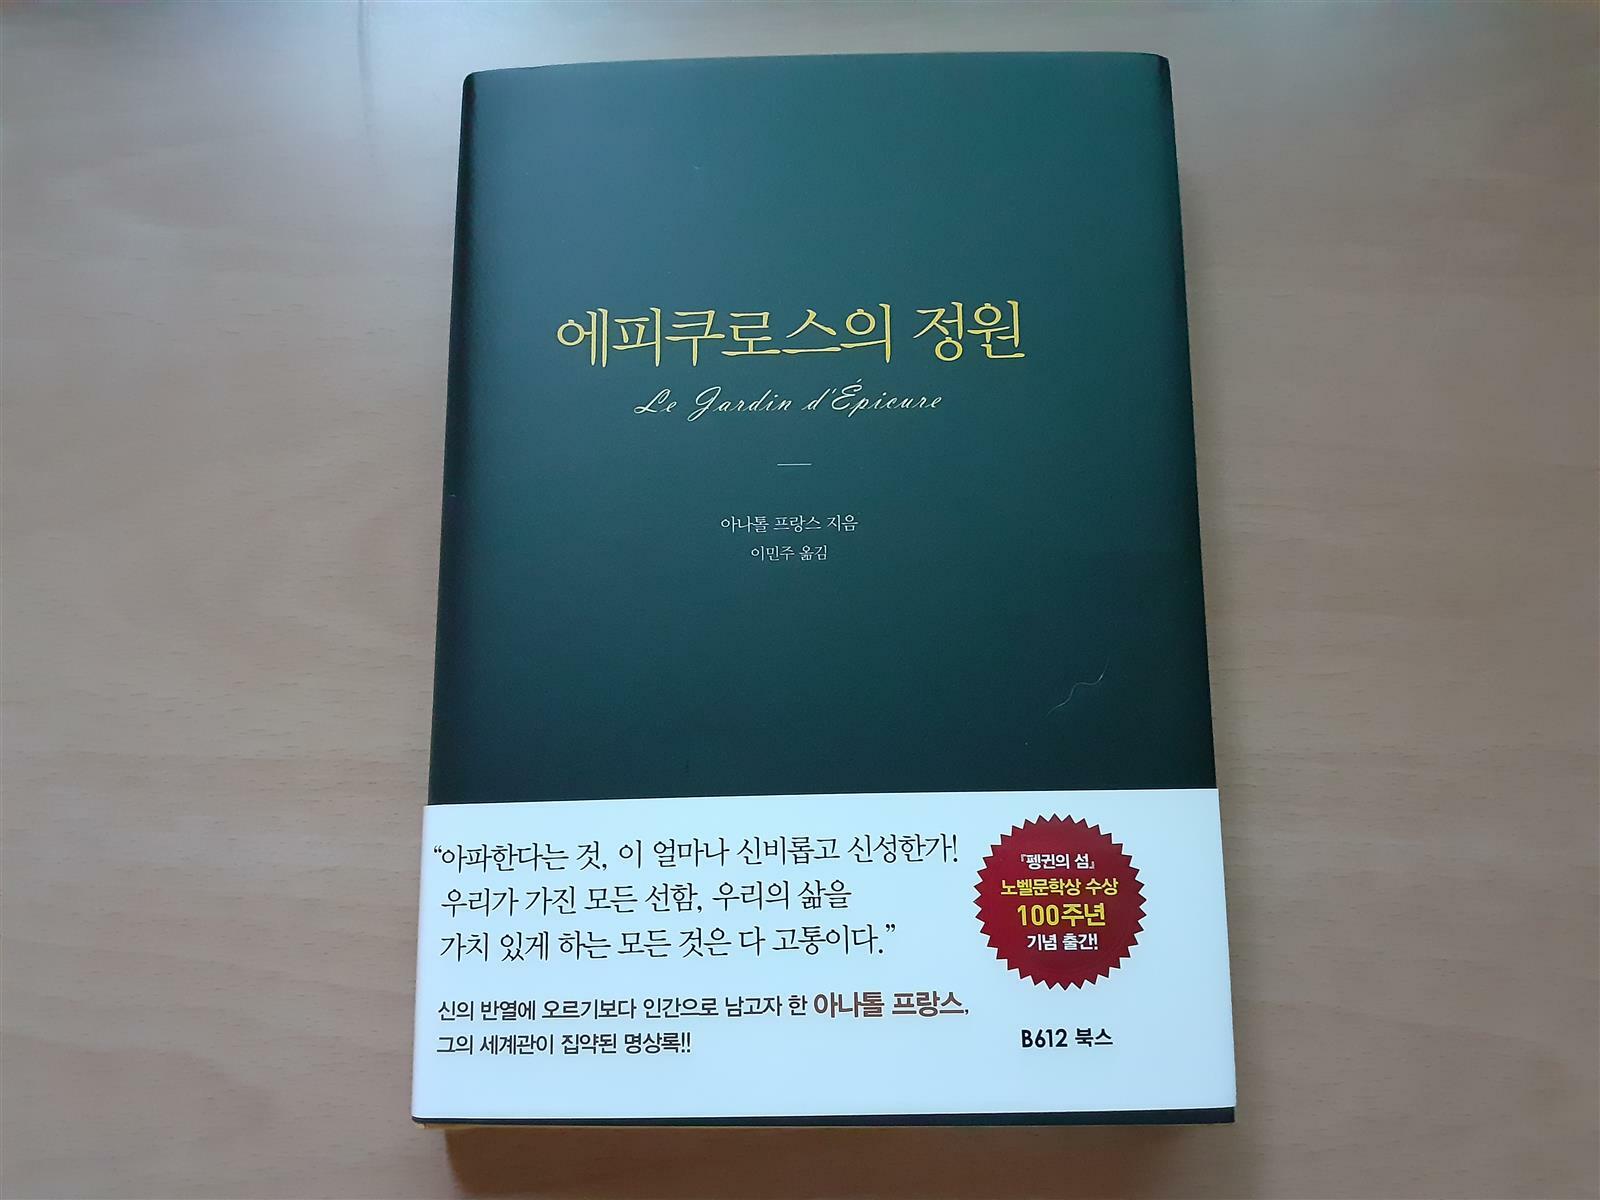 에피쿠로스의 정원
Le Jardin d'Épicure
아나톨 프랑스 지음
이민주 옮김
“아파한다는 것, 이 얼마나 신비롭고 신성한가!
우리가 가진 모든 선함, 우리의 삶을
가치 있게 하는 모든 것은 다 고통이다.”
신의 반열에 오르기보다 인간으로 남고자 한 아나톨 프랑스,
그의 세계관이 집약된 명상록!!
『펭귄의 섬』
노벨문학상 수상
100주년
기념 출간!
B612 북스